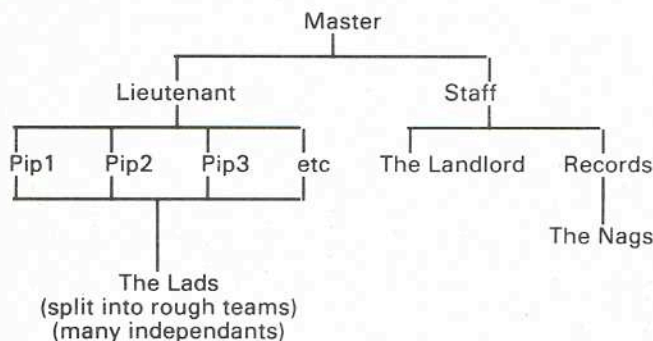 Master
Lieutenant Staff
Pip1 Pip2 Pip3 etc The Landlord Records
The Nags
The Lads
(split into rough teams)
(many independants)